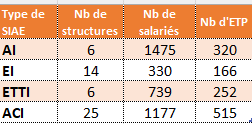 Type de SIAE Nb de structures Nb de salariés Nb d'ETP
AI 6 1475 320
EI 14 330 166
ETTI 6 739 252
ACI 25 1177 515